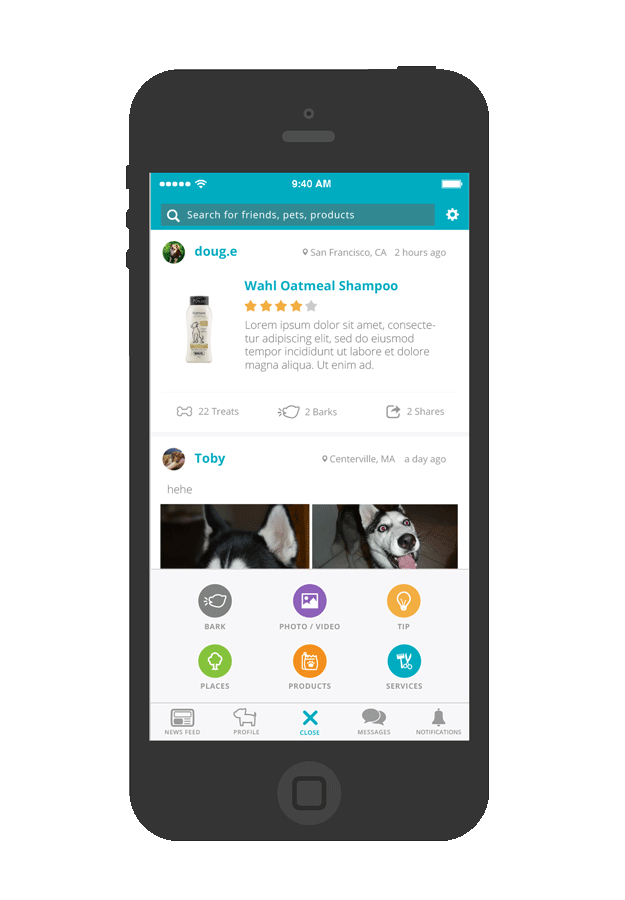 9:40 AM
Search for friends, pets, products
doug.e San Francisco, CA 2 hours ago
Wahl Oatmeal Shampoo
Lorem ipsum dolor sit amet, consecte-
tur adipiscing elit, sed do eiusmod
tempor incididunt ut labore et dolore
magna aliqua. Ut enim ad.
22 Treats 2 Barks 2 Shares
Toby Centerville, MA a day ago
hehe
BARK PHOTO / VIDEO TIP
PLACES PRODUCTS SERVICES
NEWS FEED PROFILE CLOSE MESSAGES NOTIFICATIONS